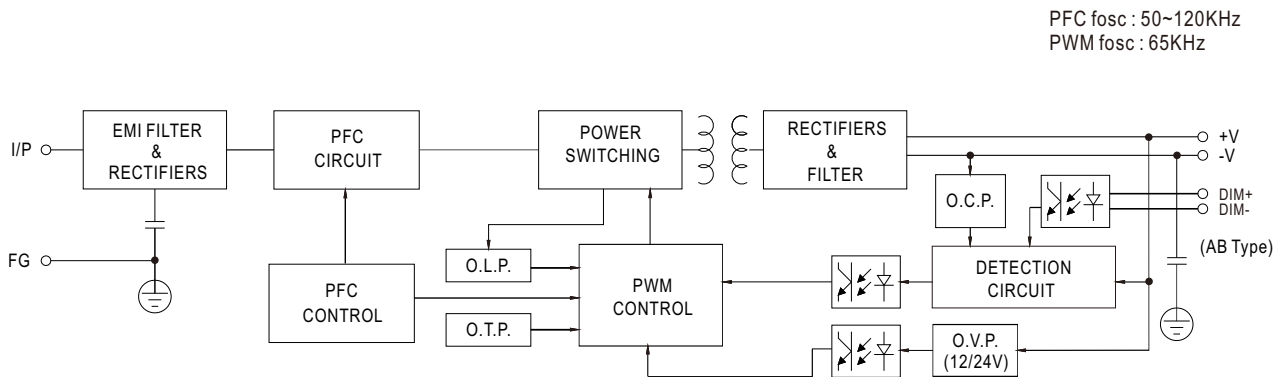 PFC fosc : 50~120KHz
PWM fosc : 65KHz
I/P
EMI FILTER
&
RECTIFIERS
PFC
CIRCUIT
POWER
SWITCHING
RECTIFIERS
&
FILTER
+V
-V
DIM+
DIM-
(AB Type)
O.C.P.
FG
O.L.P.
O.T.P.
PFC
CONTROL
PWM
CONTROL
DETECTION
CIRCUIT
O.V.P.
(12/24V)